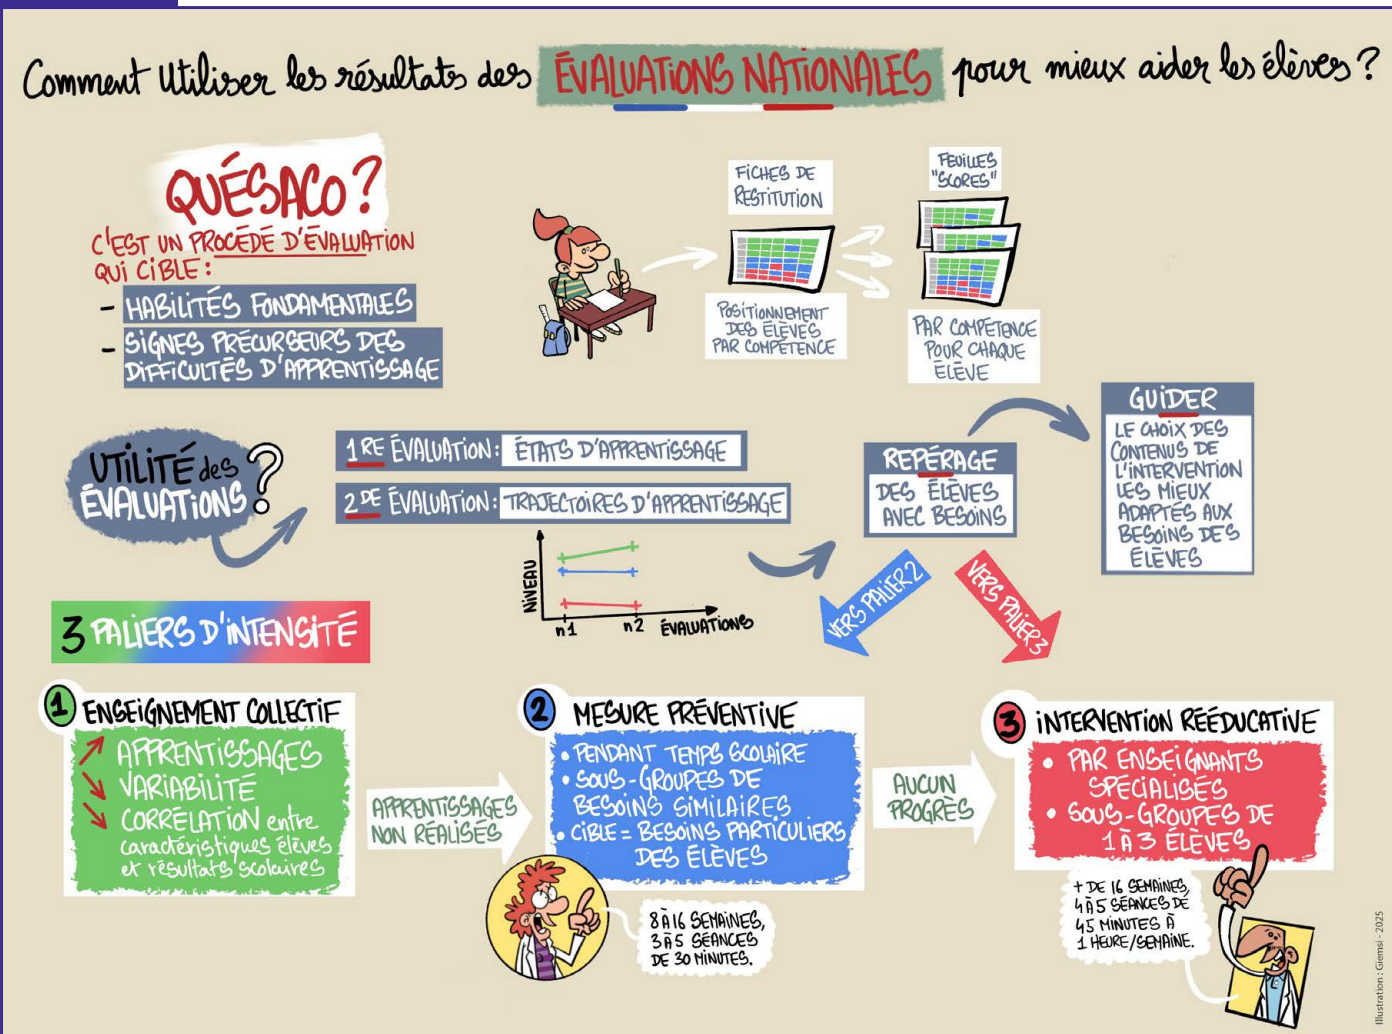 Comment Utiliser les résultats des ÉVALUATIONS NATIONALES pour mieux aider les élèves ?
QUÉSACO ?
C'EST UN PROCÉDÉ D'ÉVALUATION
QUI CIBLE :
- HABILITÉS FONDAMENTALES
- SIGNES PRÉCURSEURS DES
DIFFICULTÉS D'APPRENTISSAGE
FICHES DE
RESTITUTION
POSITIONNEMENT
DES ÉLÈVES
PAR COMPÉTENCE
FEUILLES
"SCORES"
PAR COMPÉTENCE
POUR CHAQUE
ÉLÈVE
UTILITÉ des
ÉVALUATIONS ?
1RE ÉVALUATION : ÉTATS D'APPRENTISSAGE
2DE ÉVALUATION : TRAJECTOIRES D'APPRENTISSAGE
NIVEAU
n1
n2
ÉVALUATIONS
REPÉRAGE
DES ÉLÈVES
AVEC BESOINS
GUIDER
LE CHOIX DES
CONTENUS DE
L'INTERVENTION
LES MIEUX
ADAPTÉS AUX
BESOINS DES
ÉLÈVES
VERS PALIER 2
VERS PALIER 3
3 PALIERS D'INTENSITÉ
1 ENSEIGNEMENT COLLECTIF
↗ APPRENTISSAGES
↘ VARIABILITÉ
↘ CORRÉLATION entre
caractéristiques élèves
et résultats scolaires
APPRENTISSAGES
NON RÉALISÉS
2 MESURE PRÉVENTIVE
• PENDANT TEMPS SCOLAIRE
• SOUS-GROUPES DE
BESOINS SIMILAIRES
• CIBLE = BESOINS PARTICULIERS
DES ÉLÈVES
8 À 16 SEMAINES,
3 À 5 SÉANCES
DE 30 MINUTES.
AUCUN
PROGRÈS
3 INTERVENTION RÉÉDUCATIVE
• PAR ENSEIGNANTS
SPÉCIALISÉS
• SOUS-GROUPES DE
1 À 3 ÉLÈVES
+ DE 16 SEMAINES,
4 À 5 SÉANCES DE
45 MINUTES À
1 HEURE/SEMAINE.
Illustration : Giemsi - 2025